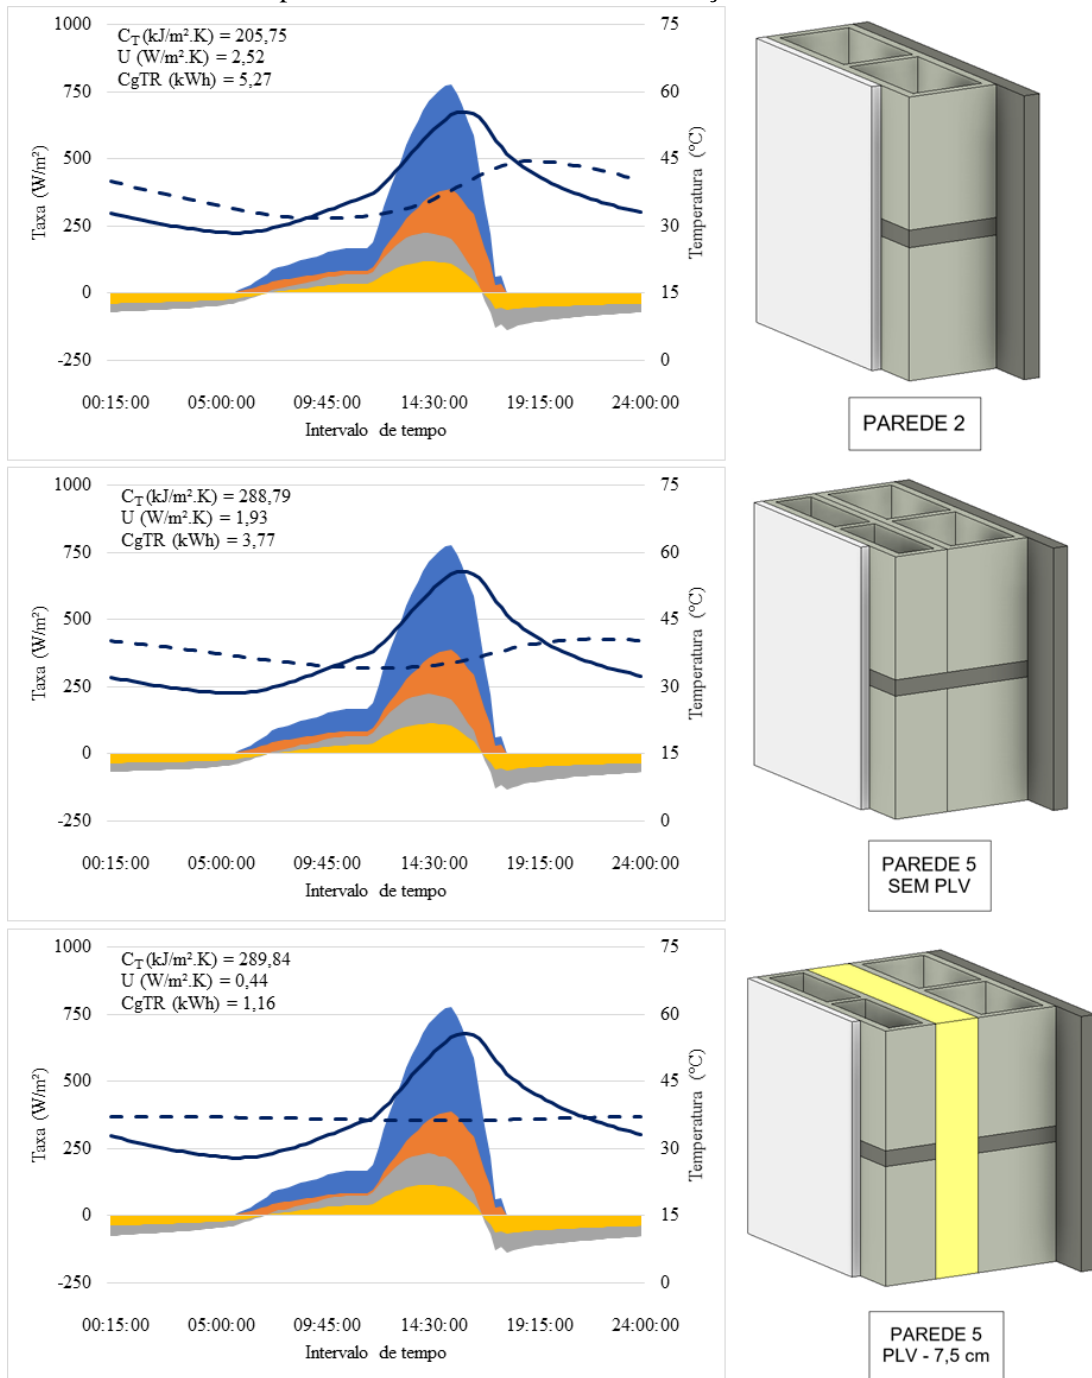 1000
75
C_T (kJ/m².K) = 205,75
U (W/m².K) = 2,52
CgTR (kWh) = 5,27
750
60
500
45
250
30
0
15
-250
0
Taxa (W/m²)
Temperatura (°C)
00:15:00 05:00:00 09:45:00 14:30:00 19:15:00 24:00:00
Intervalo de tempo
PAREDE 2
1000
75
C_T (kJ/m².K) = 288,79
U (W/m².K) = 1,93
CgTR (kWh) = 3,77
750
60
500
45
250
30
0
15
-250
0
Taxa (W/m²)
Temperatura (°C)
00:15:00 05:00:00 09:45:00 14:30:00 19:15:00 24:00:00
Intervalo de tempo
PAREDE 5
SEM PLV
1000
75
C_T (kJ/m².K) = 289,84
U (W/m².K) = 0,44
CgTR (kWh) = 1,16
750
60
500
45
250
30
0
15
-250
0
Taxa (W/m²)
Temperatura (°C)
00:15:00 05:00:00 09:45:00 14:30:00 19:15:00 24:00:00
Intervalo de tempo
PAREDE 5
PLV - 7,5 cm